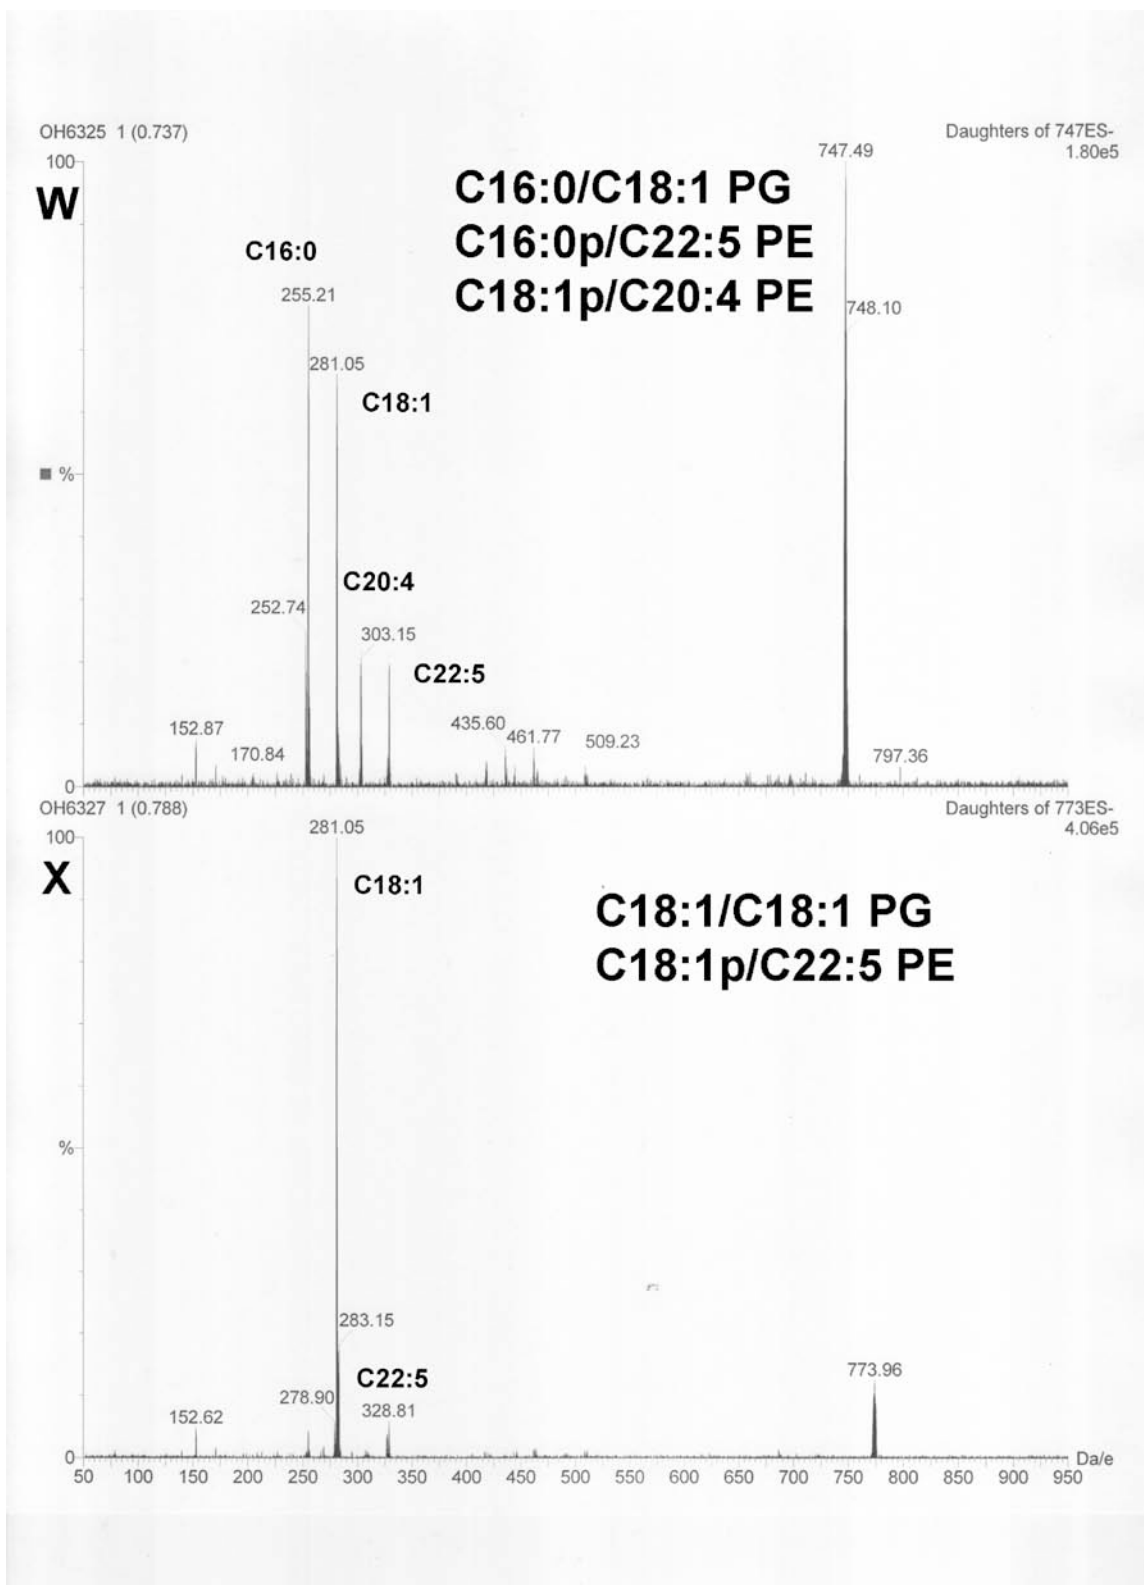 OH6325 1 (0.737)
Daughters of 747ES-
1.80e5
100
747.49
W
C16:0/C18:1 PG
C16:0p/C22:5 PE
C18:1p/C20:4 PE
C16:0
255.21
748.10
281.05
C18:1
%
C20:4
252.74
303.15
C22:5
152.87
170.84
435.60
461.77
509.23
797.36
0
OH6327 1 (0.788)
Daughters of 773ES-
4.06e5
281.05
100
X
C18:1
C18:1/C18:1 PG
C18:1p/C22:5 PE
%
283.15
C22:5
278.90
328.81
152.62
773.96
0
50 100 150 200 250 300 350 400 450 500 550 600 650 700 750 800 850 900 950 Da/e